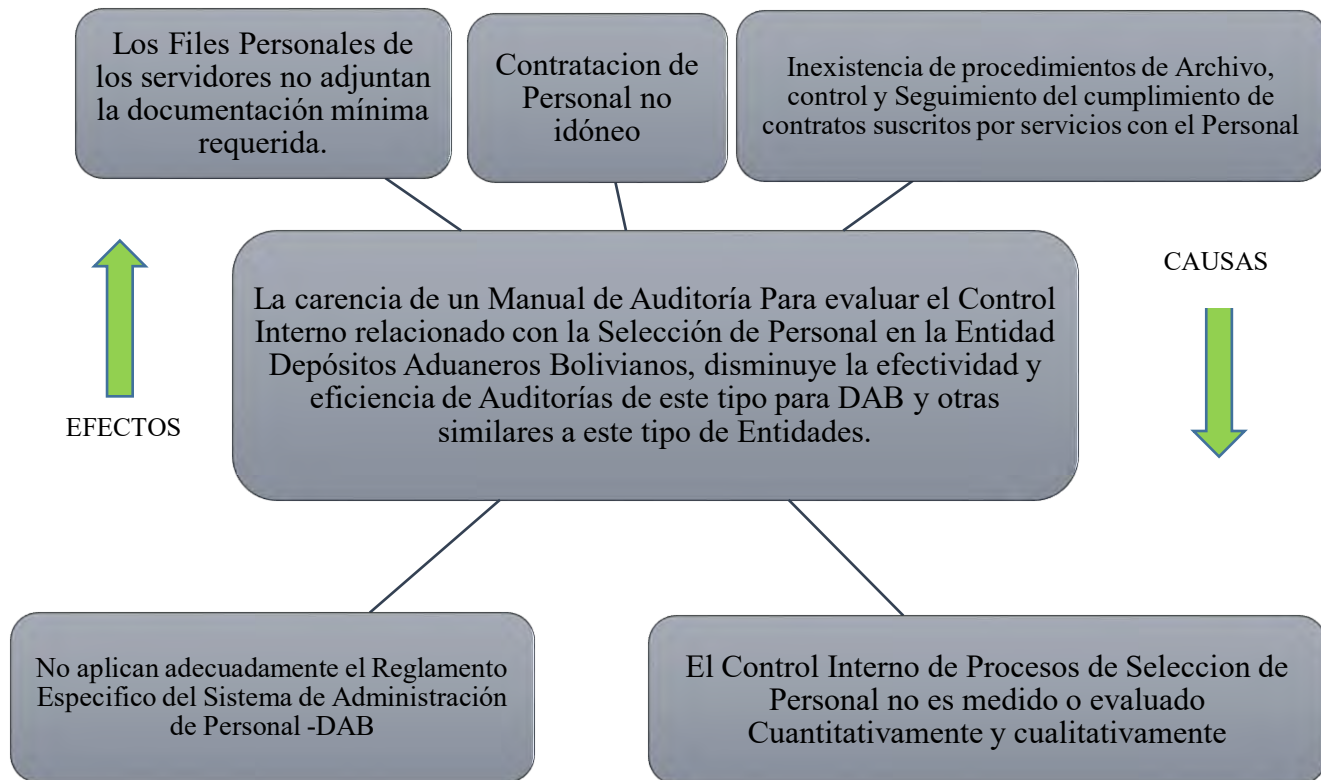 Los Files Personales de
los servidores no adjuntan
la documentación mínima
requerida.
Contratacion de
Personal no
idóneo
Inexistencia de procedimientos de Archivo,
control y Seguimiento del cumplimiento de
contratos suscritos por servicios con el Personal
EFECTOS
La carencia de un Manual de Auditoría Para evaluar el Control
Interno relacionado con la Selección de Personal en la Entidad
Depósitos Aduaneros Bolivianos, disminuye la efectividad y
eficiencia de Auditorías de este tipo para DAB y otras
similares a este tipo de Entidades.
CAUSAS
No aplican adecuadamente el Reglamento
Especifico del Sistema de Administración
de Personal -DAB
El Control Interno de Procesos de Seleccion de
Personal no es medido o evaluado
Cuantitativamente y cualitativamente